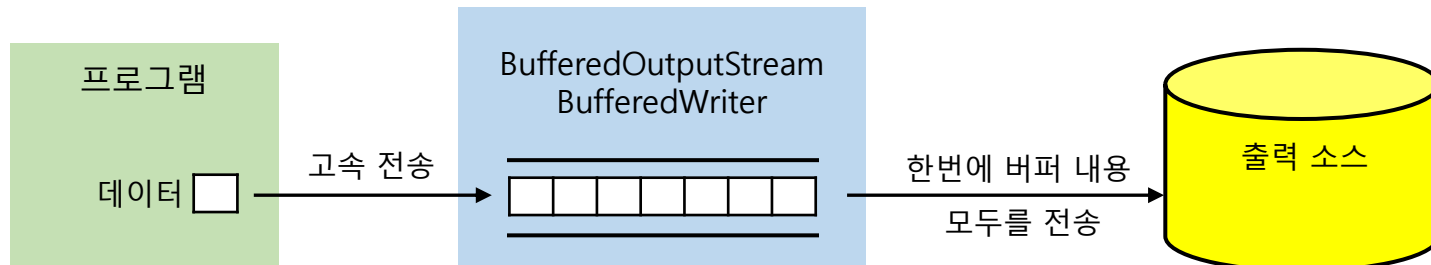 프로그램
데이터
고속 전송
BufferedOutputStream
BufferedWriter
한번에 버퍼 내용
모두를 전송
출력 소스